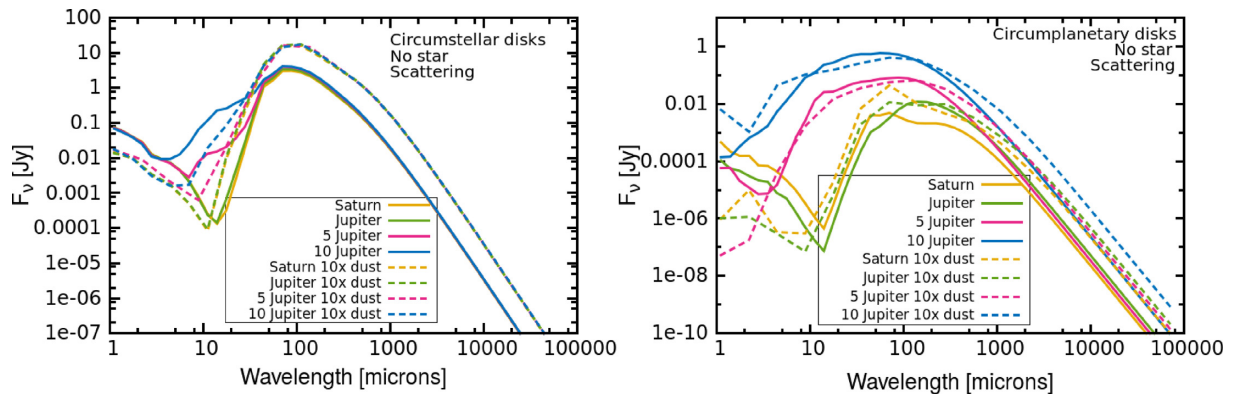 100
10
1
0.1
0.01
0.001
0.0001
1e-05
1e-06
1e-07
Fν [Jy]
Circumstellar disks
No star
Scattering
Saturn
Jupiter
5 Jupiter
10 Jupiter
Saturn 10x dust
Jupiter 10x dust
5 Jupiter 10x dust
10 Jupiter 10x dust
1 10 100 1000 10000 100000
Wavelength [microns]
1
0.01
0.0001
1e-06
1e-08
1e-10
Fν [Jy]
Circumplanetary disks
No star
Scattering
Saturn
Jupiter
5 Jupiter
10 Jupiter
Saturn 10x dust
Jupiter 10x dust
5 Jupiter 10x dust
10 Jupiter 10x dust
1 10 100 1000 10000 100000
Wavelength [microns]